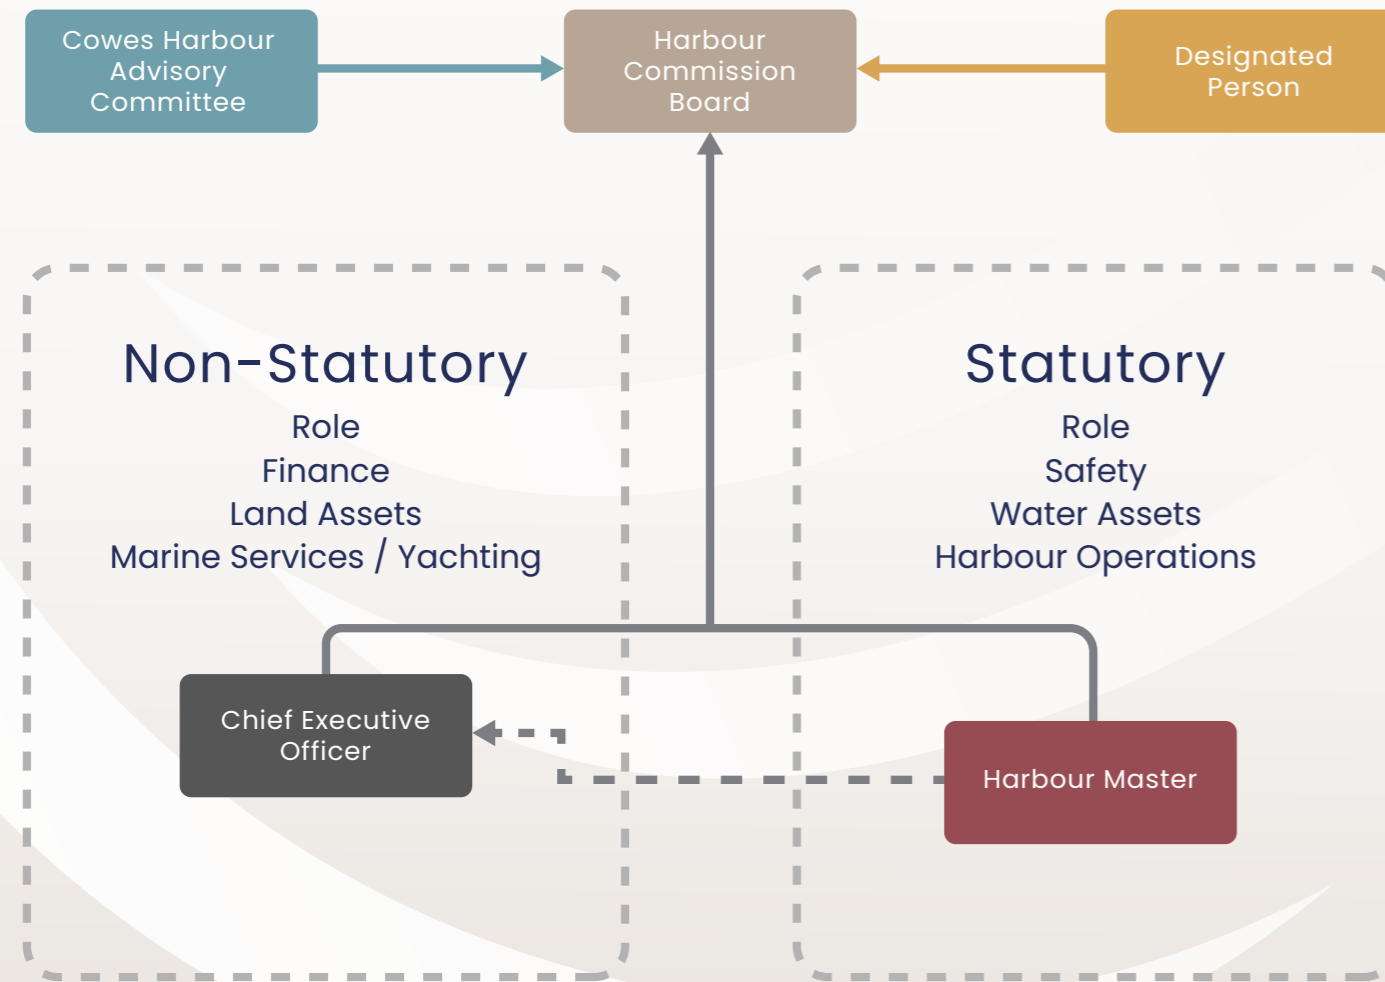 Cowes Harbour
Advisory
Committee
Harbour
Commission
Board
Designated
Person
Non-Statutory
Role
Finance
Land Assets
Marine Services / Yachting
Statutory
Role
Safety
Water Assets
Harbour Operations
Chief Executive
Officer
Harbour Master